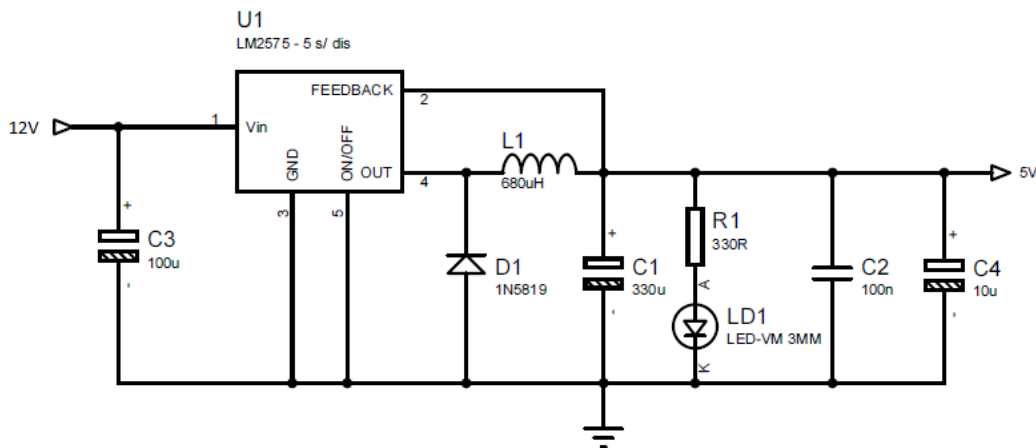 U1
LM2575 - 5 s/ dis
FEEDBACK
2
12V
1
Vin
GND
ON/OFF
OUT
4
L1
680uH
5V
3
5
+
C3
100u
-
D1
1N5819
+
C1
330u
-
R1
330R
A
LD1
LED-VM 3MM
K
C2
100n
+
C4
10u
-